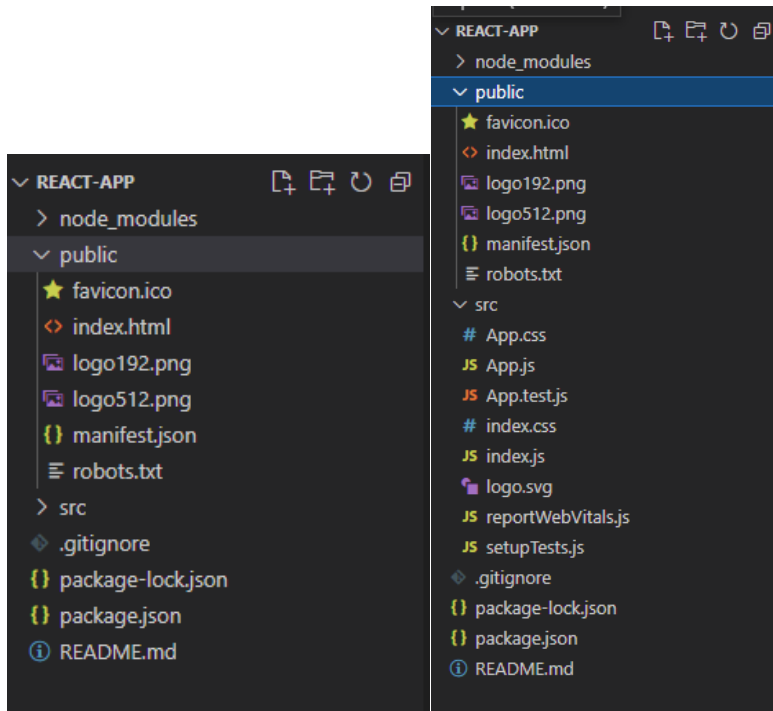 REACT-APP
node_modules
public
favicon.ico
index.html
logo192.png
logo512.png
manifest.json
robots.txt
src
.gitignore
package-lock.json
package.json
README.md
REACT-APP
node_modules
public
favicon.ico
index.html
logo192.png
logo512.png
manifest.json
robots.txt
src
App.css
App.js
App.test.js
index.css
index.js
logo.svg
reportWebVitals.js
setupTests.js
.gitignore
package-lock.json
package.json
README.md